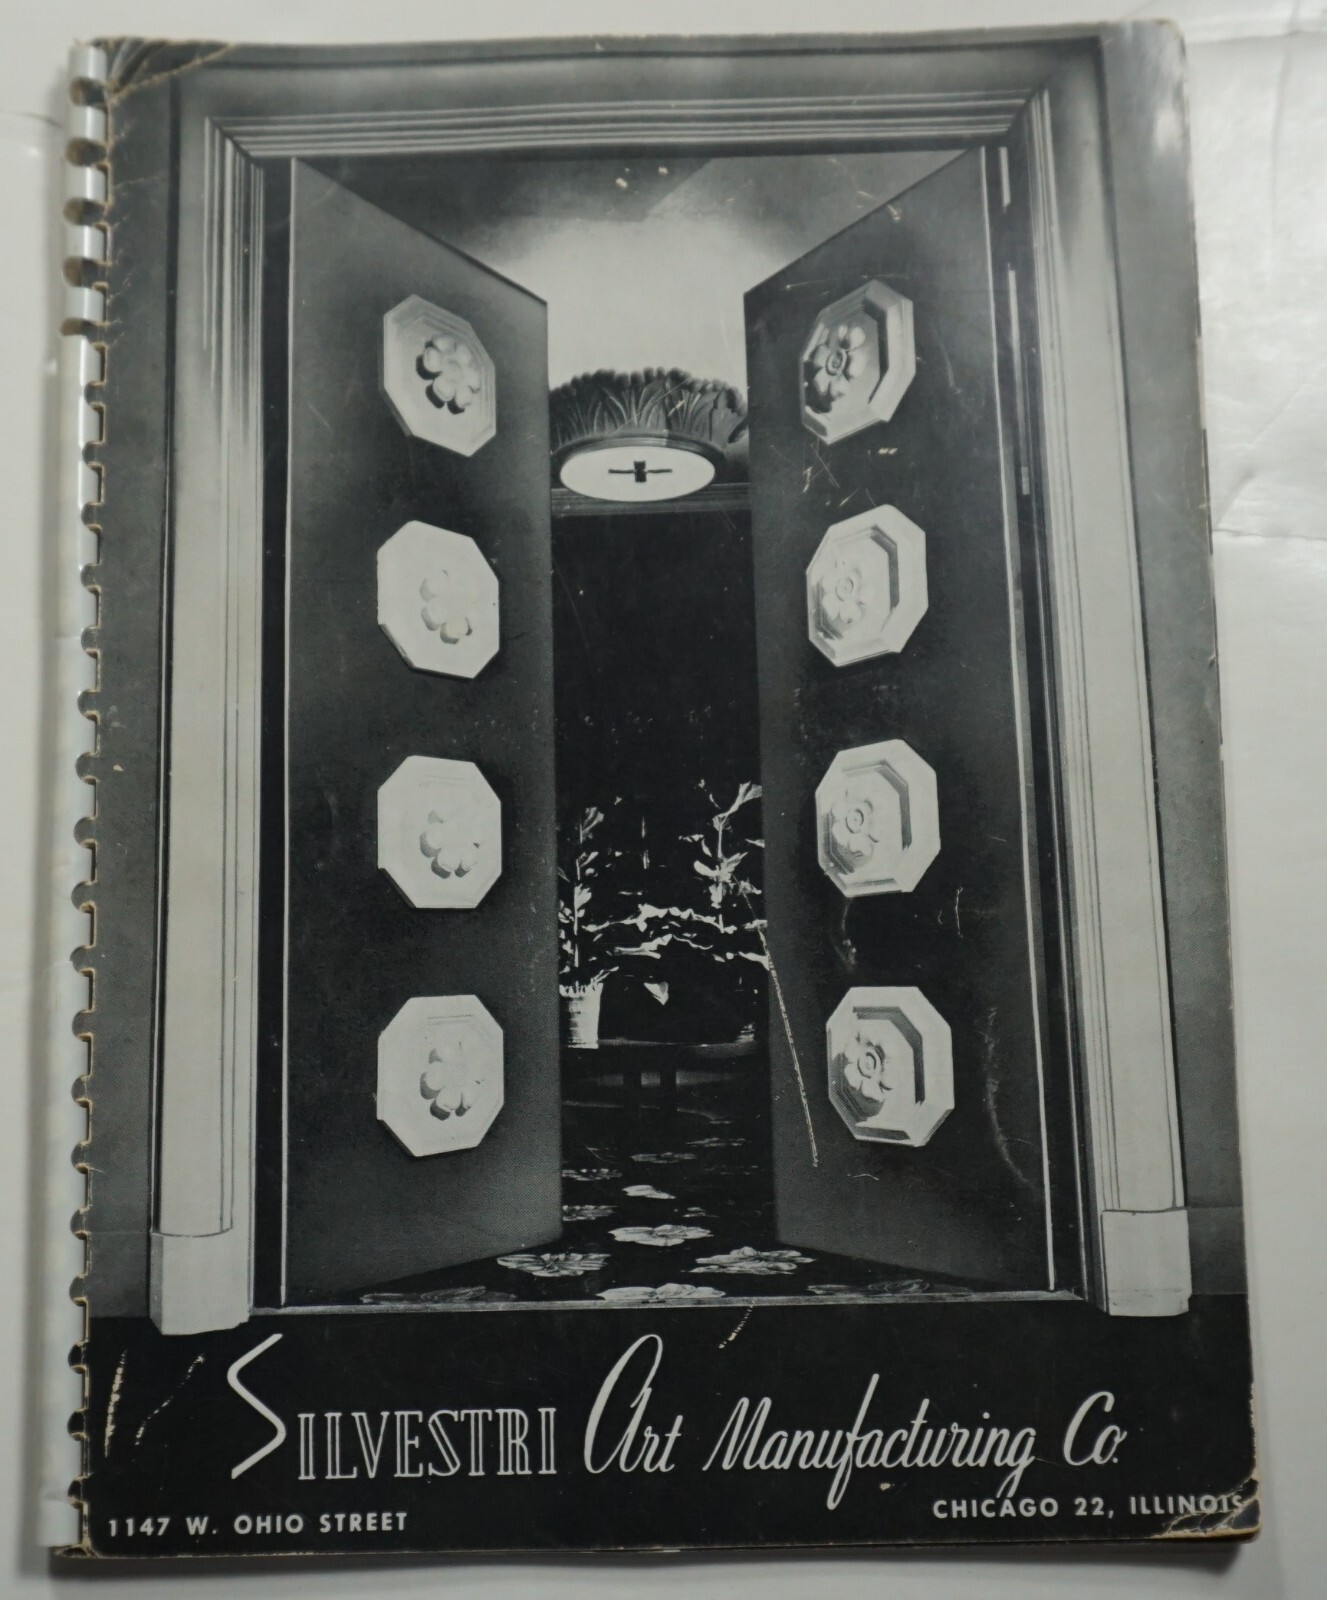 SILVESTRI Art Manufacturing Co.
1147 W. OHIO STREET
CHICAGO 22, ILLINOIS